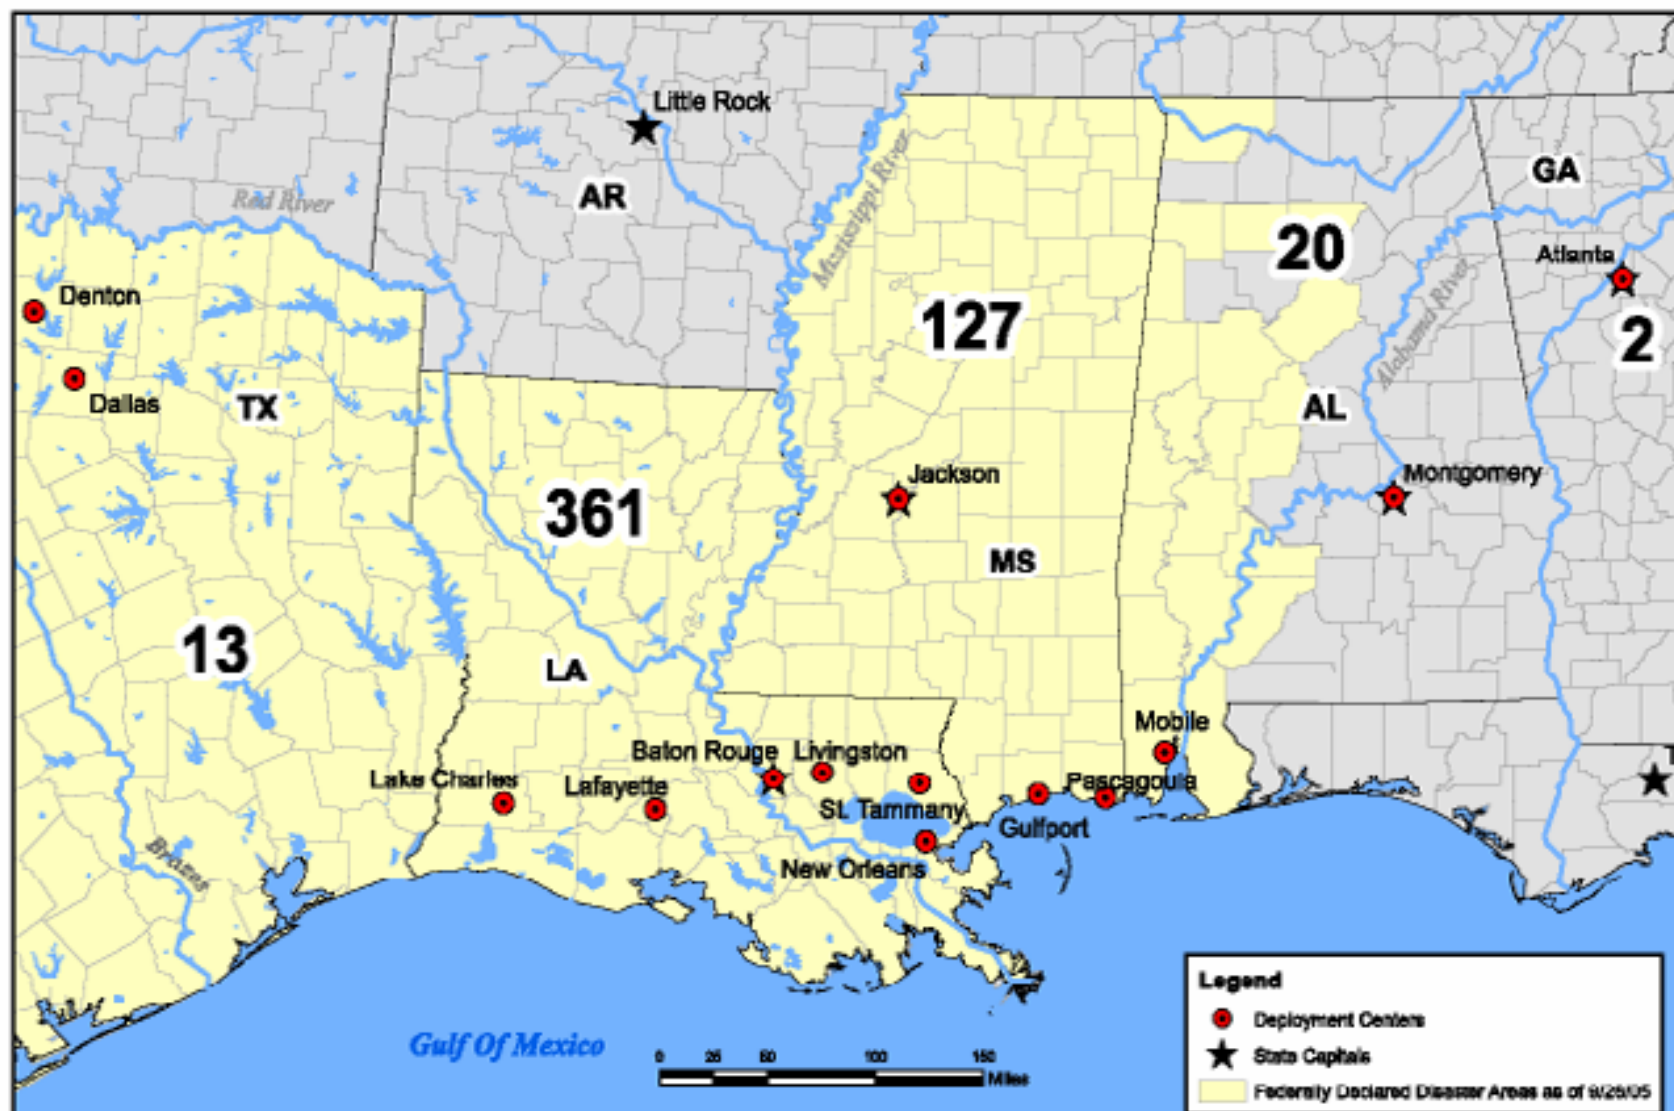 Little Rock
AR
Red River
Mississippi River
GA
20
Atlanta
Denton
127
2
Dallas
TX
Alabama River
AL
Jackson
Montgomery
361
MS
13
LA
Mobile
Baton Rouge
Livingston
Lake Charles
Lafayette
Pascagoula
St. Tammany
Gulfport
Brazos
New Orleans
Gulf Of Mexico
0 25 50 100 150
Miles
Legend
Deployment Centers
State Capitals
Federally Declared Disaster Areas as of